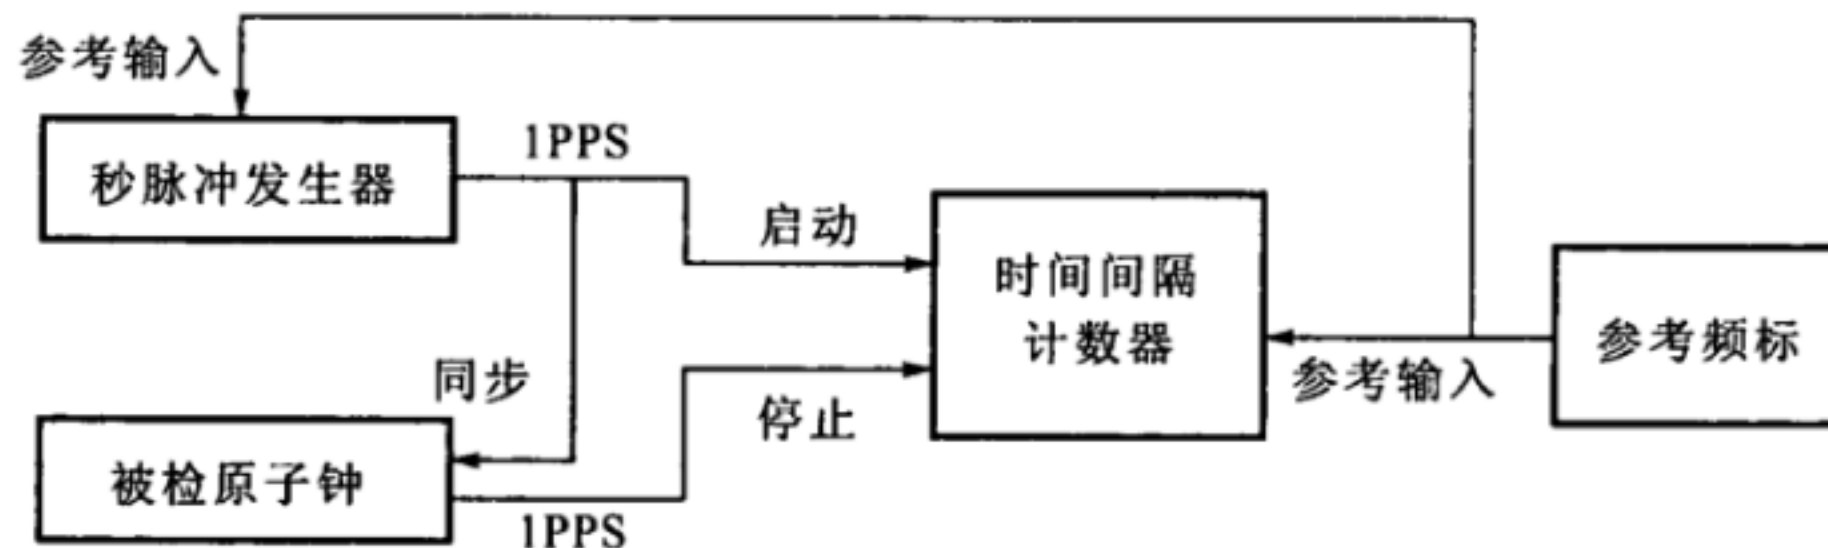 参考输入
1PPS
秒脉冲发生器
启动
时间间隔
计数器
参考频标
参考输入
同步
停止
被检原子钟
1PPS